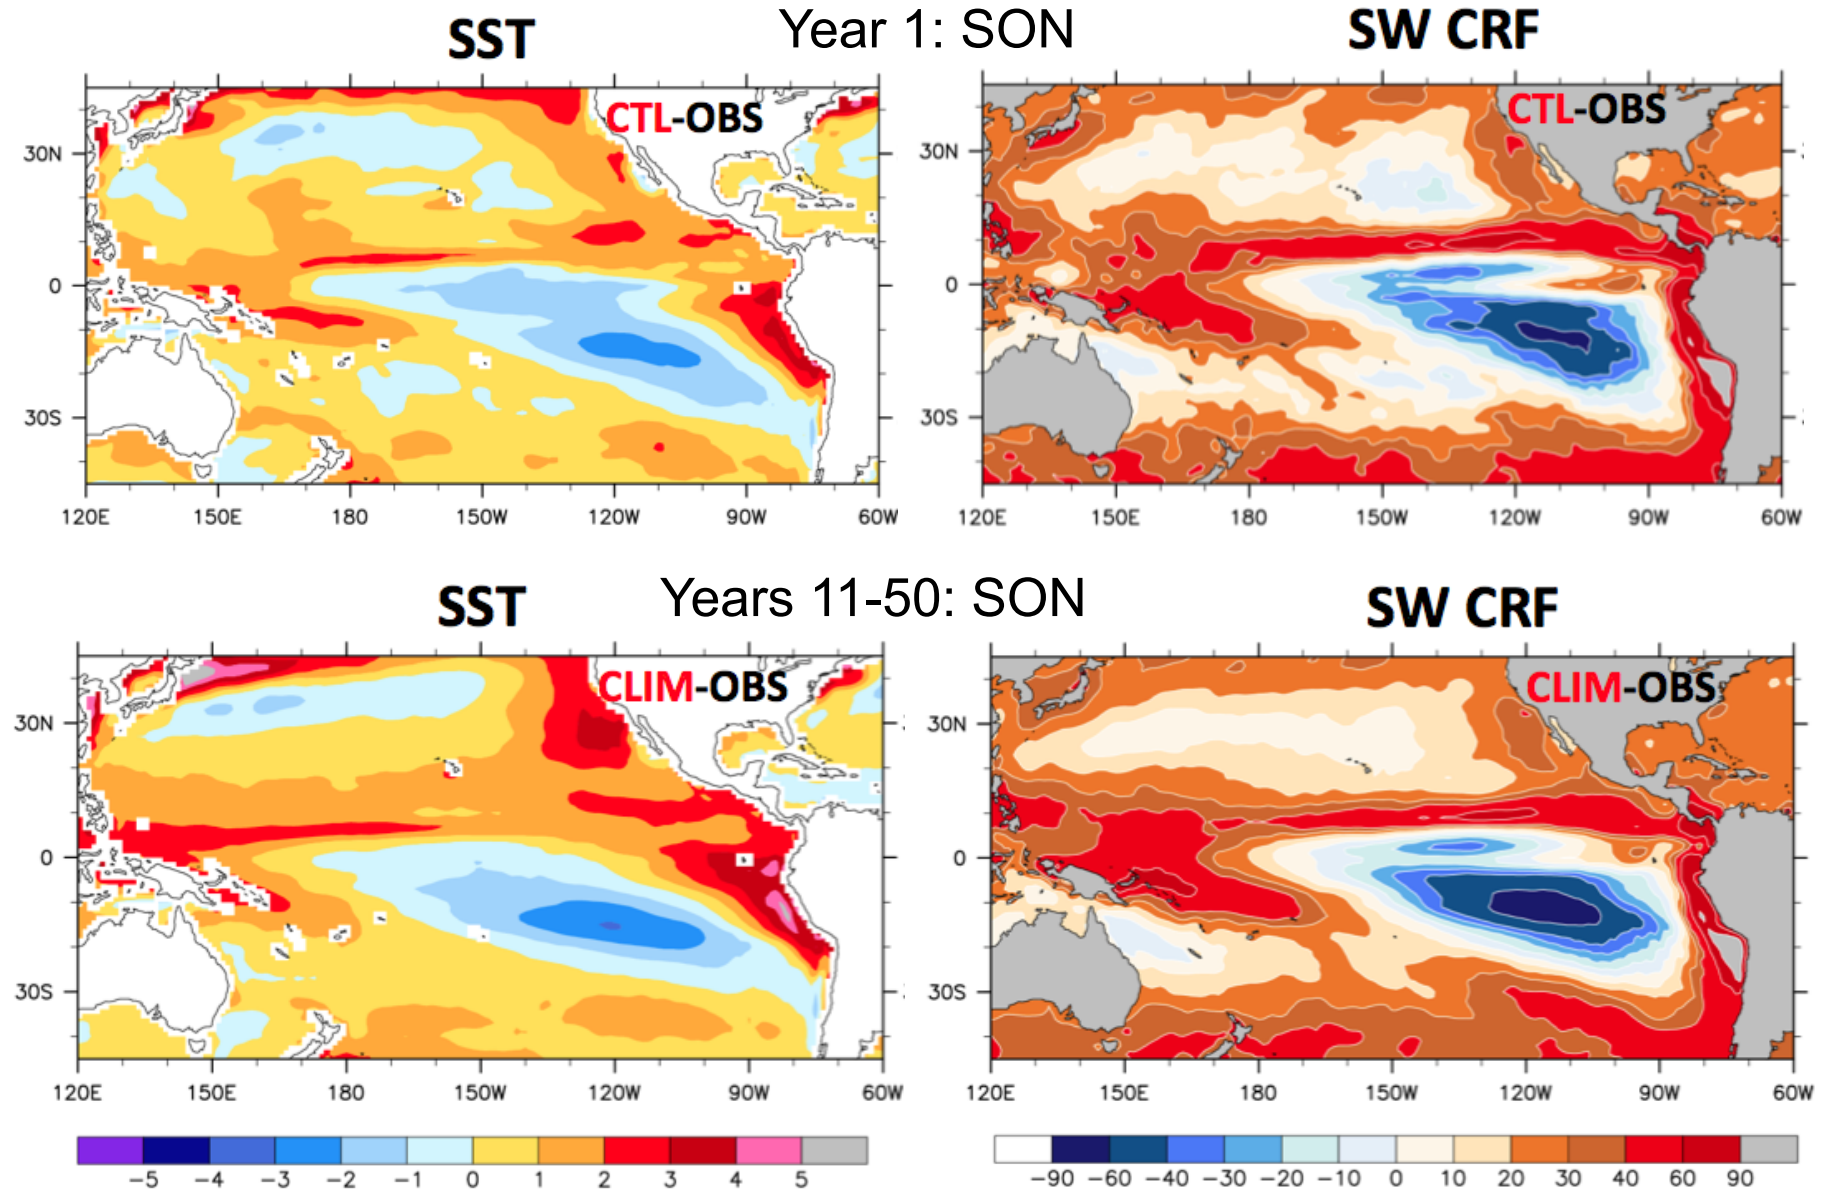 SST Year 1: SON SW CRF
CTL-OBS CTL-OBS
30N 30N
0 0
30S 30S
120E 150E 180 150W 120W 90W 60W 120E 150E 180 150W 120W 90W 60W
SST Years 11-50: SON SW CRF
CLIM-OBS CLIM-OBS
30N 30N
0 0
30S 30S
120E 150E 180 150W 120W 90W 60W 120E 150E 180 150W 120W 90W 60W
−5 −4 −3 −2 −1 0 1 2 3 4 5 −90 −60 −40 −30 −20 −10 0 10 20 30 40 60 90